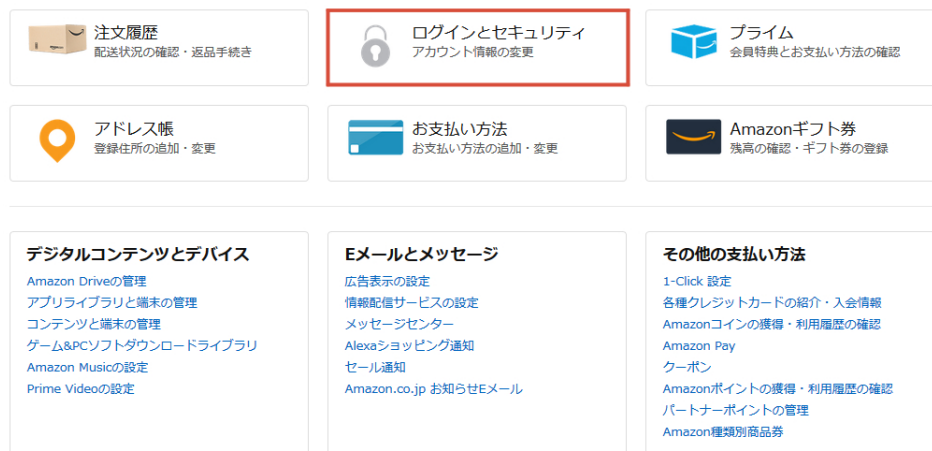 注文履歴
配送状況の確認・返品手続き
ログインとセキュリティ
アカウント情報の変更
プライム
会員特典とお支払い方法の確認
アドレス帳
登録住所の追加・変更
お支払い方法
お支払い方法の追加・変更
Amazonギフト券
残高の確認・ギフト券の登録
デジタルコンテンツとデバイス
Amazon Driveの管理
アプリライブラリと端末の管理
コンテンツと端末の管理
ゲーム&PCソフトダウンロードライブラリ
Amazon Musicの設定
Prime Videoの設定
Eメールとメッセージ
広告表示の設定
情報配信サービスの設定
メッセージセンター
Alexaショッピング通知
セール通知
Amazon.co.jp お知らせEメール
その他の支払い方法
1-Click 設定
各種クレジットカードの紹介・入会情報
Amazonコインの獲得・利用履歴の確認
Amazon Pay
クーポン
Amazonポイントの獲得・利用履歴の確認
パートナーポイントの管理
Amazon種類別商品券